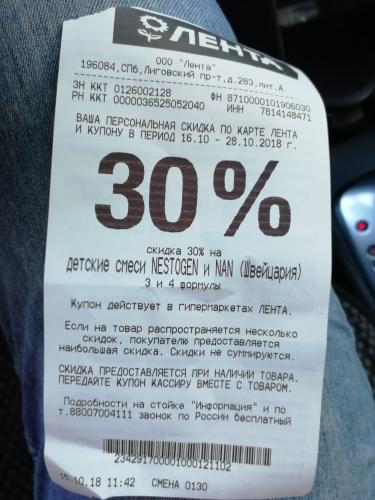 ЛЕНТА
ООО "Лента"
196084,СПб,Лиговский пр-т,д.283,лит.А
ЗН ККТ 0126002128 ФН 8710000101906030
РН ККТ 0000036525052040 ИНН 7814148471
ВАША ПЕРСОНАЛЬНАЯ СКИДКА ПО КАРТЕ ЛЕНТА
И КУПОНУ В ПЕРИОД 16.10 - 28.10.2018 г.
30%
скидка 30% на
детские смеси NESTOGEN и NAN (Швейцария)
3 и 4 формулы
Купон действует в гипермаркетах ЛЕНТА.
Если на товар распространяется несколько
скидок, покупателю предоставляется
наибольшая скидка. Скидки не суммируются.
СКИДКА ПРЕДОСТАВЛЯЕТСЯ ПРИ НАЛИЧИИ ТОВАРА.
ПЕРЕДАЙТЕ КУПОН КАССИРУ ВМЕСТЕ С ТОВАРОМ.
Подробности на стойке "Информация" и по
т.88007004111 звонок по России бесплатный
234291700001000121102
15.10.18 11:42 СМЕНА 0130